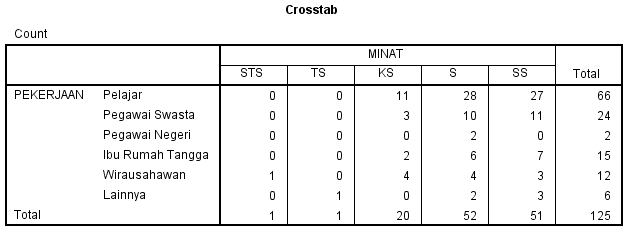 Crosstab
Count
MINAT
STS TS KS S SS Total
PEKERJAAN Pelajar 0 0 11 28 27 66
Pegawai Swasta 0 0 3 10 11 24
Pegawai Negeri 0 0 0 2 0 2
Ibu Rumah Tangga 0 0 2 6 7 15
Wirausahawan 1 0 4 4 3 12
Lainnya 0 1 0 2 3 6
Total 1 1 20 52 51 125